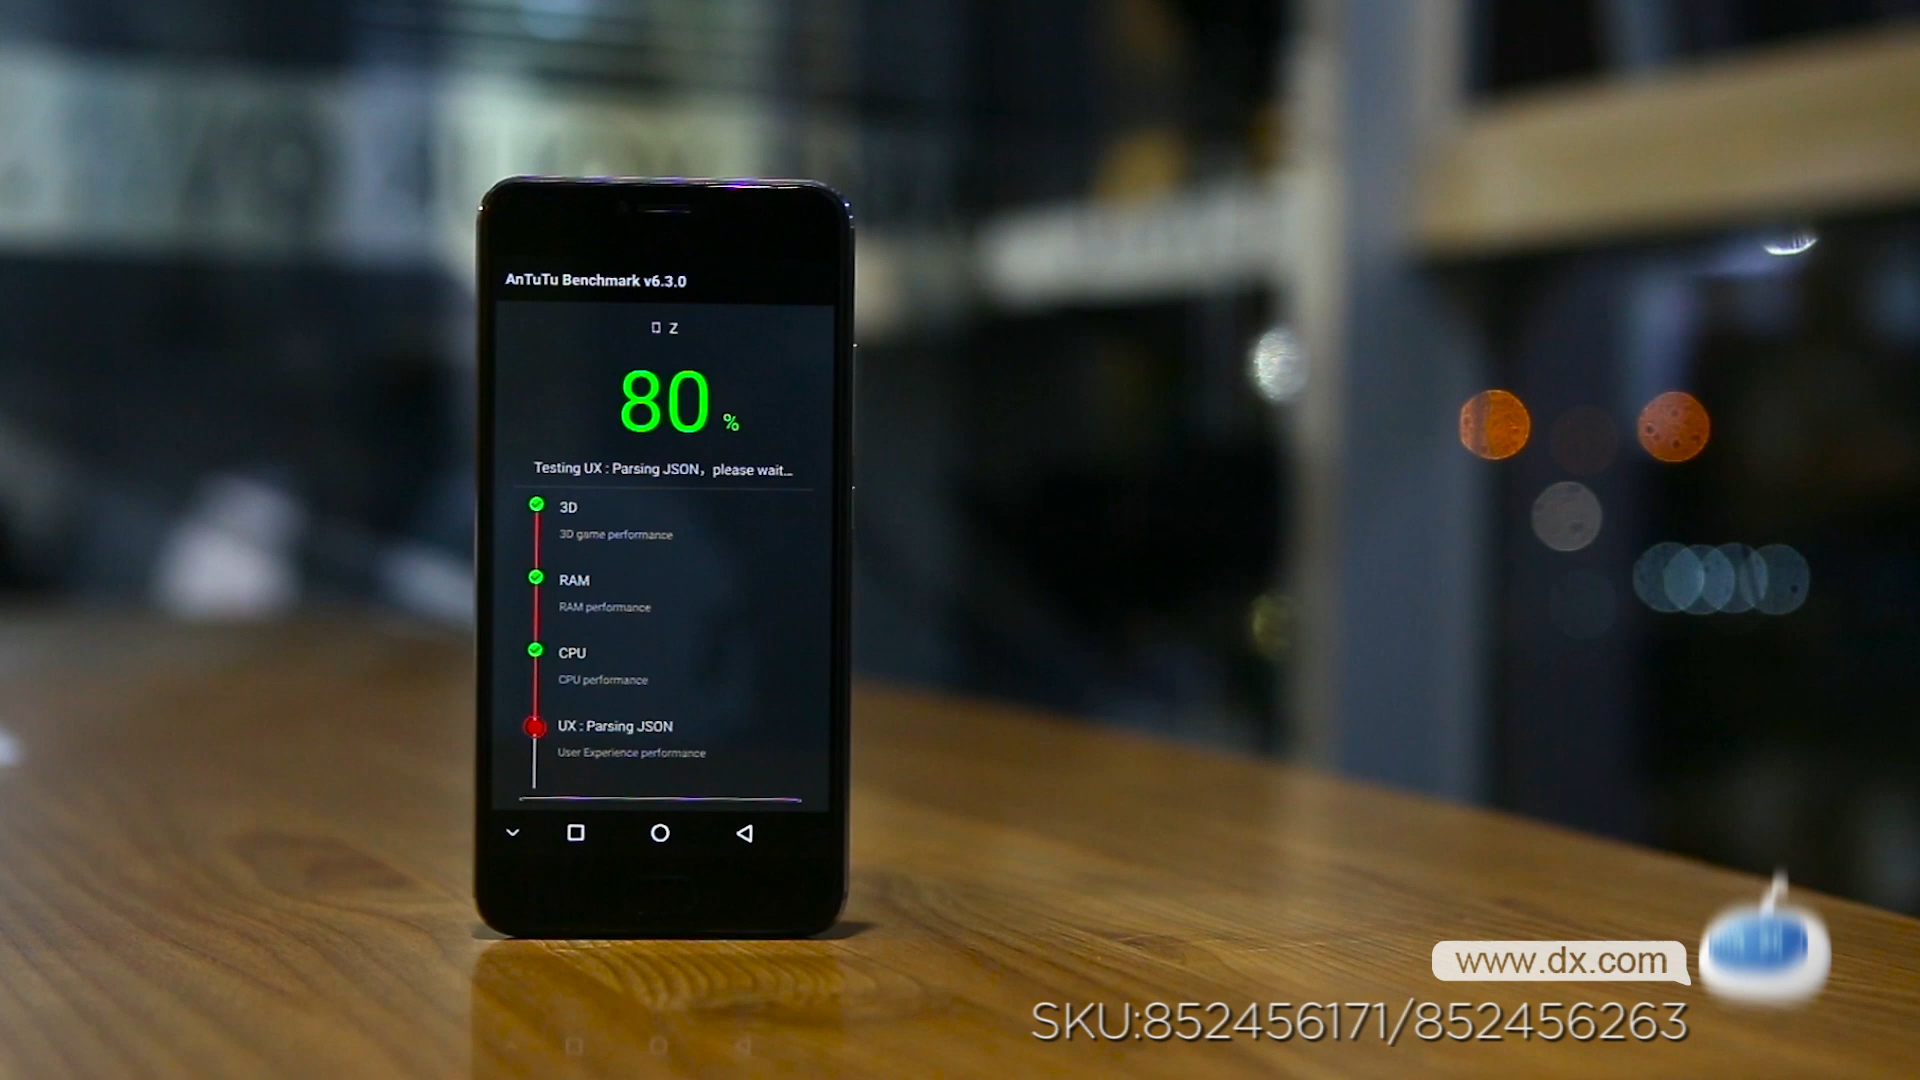 AnTuTu Benchmark v6.3.0
Z
80 %
Testing UX : Parsing JSON, please wait...
3D
3D game performance
RAM
RAM performance
CPU
CPU performance
UX : Parsing JSON
User Experience performance
www.dx.com
SKU:852456171/852456263